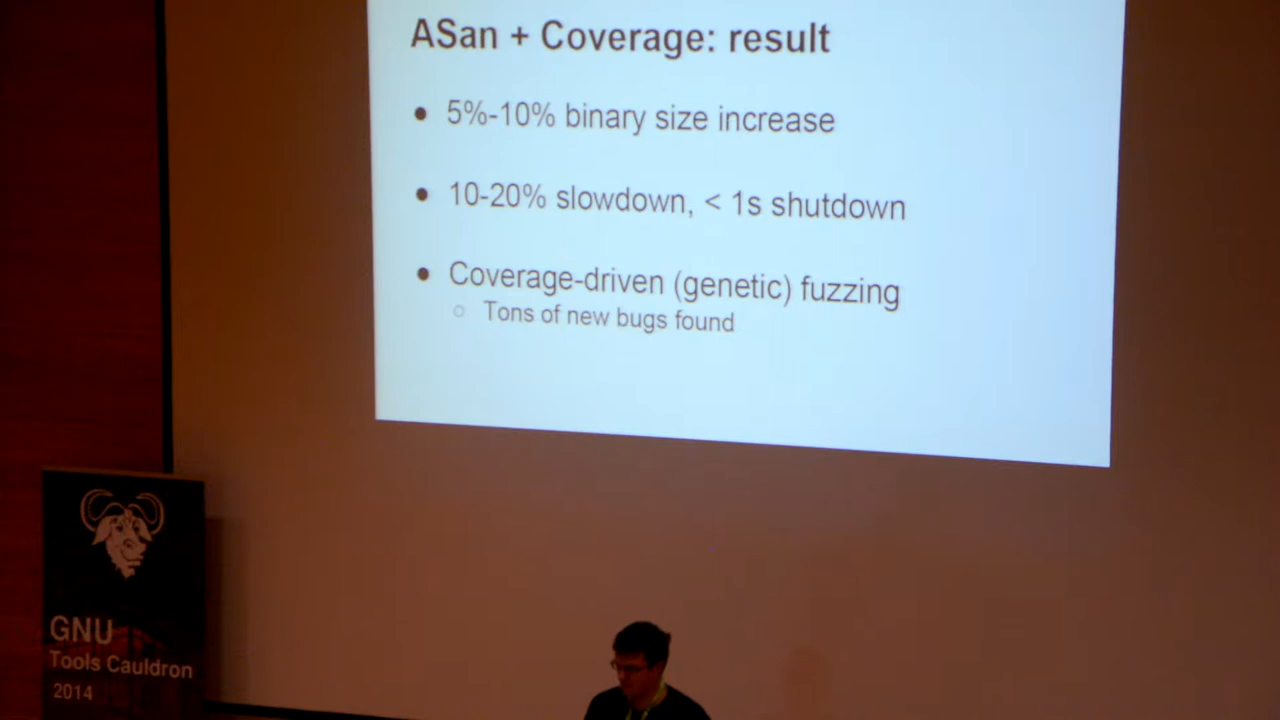 ASan + Coverage: result
● 5%-10% binary size increase
● 10-20% slowdown, < 1s shutdown
● Coverage-driven (genetic) fuzzing
○ Tons of new bugs found
GNU
Tools Cauldron
2014